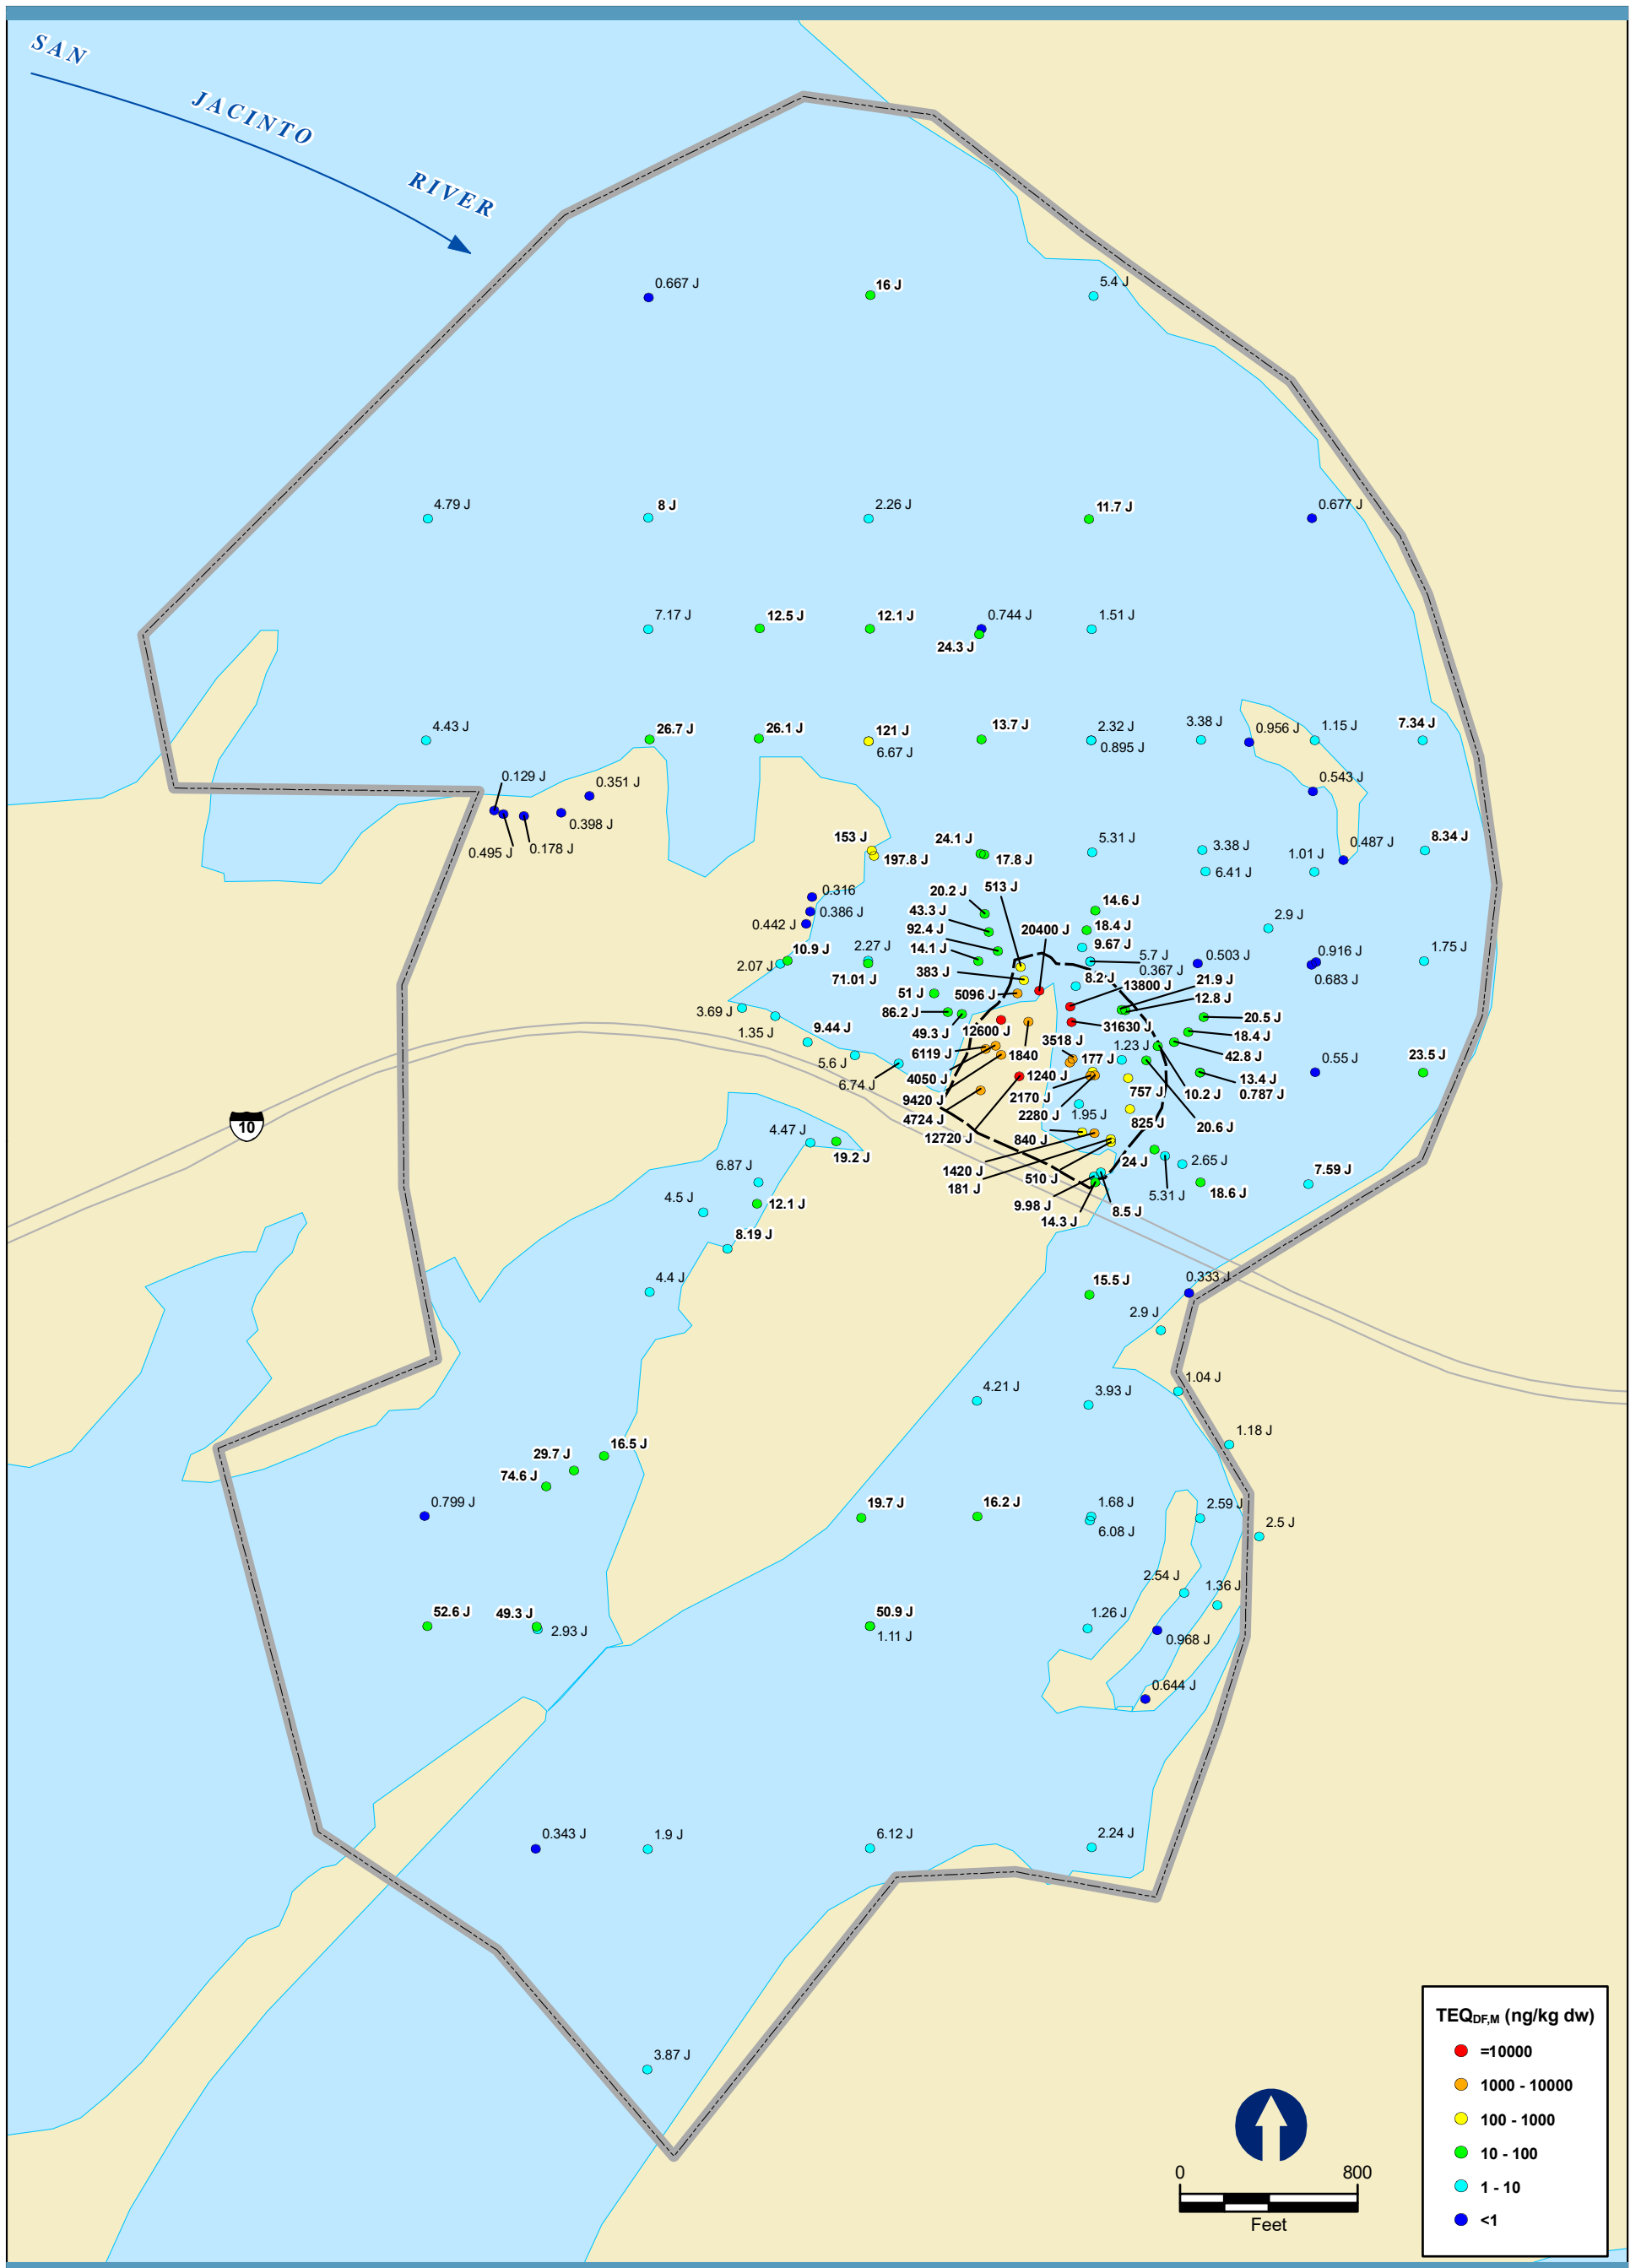 SAN
JACINTO
RIVER
0.667 J
16 J
5.4 J
4.79 J
8 J
2.26 J
11.7 J
0.677 J
7.17 J
12.5 J
12.1 J
0.744 J
24.3 J
1.51 J
4.43 J
26.7 J
26.1 J
121 J
6.67 J
13.7 J
2.32 J
0.895 J
3.38 J
0.956 J
1.15 J
7.34 J
0.129 J
0.351 J
0.543 J
0.398 J
0.495 J
0.178 J
153 J
197.8 J
24.1 J
17.8 J
5.31 J
3.38 J
6.41 J
1.01 J
0.487 J
8.34 J
0.316
0.386 J
0.442 J
20.2 J
513 J
14.6 J
43.3 J
92.4 J
20400 J
18.4 J
2.9 J
14.1 J
9.67 J
10.9 J
2.27 J
2.07 J
71.01 J
383 J
5.7 J
0.367 J
0.503 J
0.916 J
0.683 J
1.75 J
8.2 J
13800 J
21.9 J
12.8 J
51 J
5096 J
86.2 J
49.3 J
12600 J
31630 J
20.5 J
18.4 J
42.8 J
3.69 J
1.35 J
9.44 J
5.6 J
6.74 J
6119 J
1840
3518 J
1.23 J
177 J
4050 J
1240 J
0.55 J
23.5 J
13.4 J
0.787 J
9420 J
2170 J
757 J
10.2 J
4724 J
2280 J
1.95 J
825 J
20.6 J
12720 J
840 J
10
4.47 J
19.2 J
1420 J
181 J
510 J
24 J
2.65 J
5.31 J
18.6 J
7.59 J
6.87 J
4.5 J
12.1 J
8.19 J
9.98 J
14.3 J
8.5 J
4.4 J
15.5 J
0.333 J
2.9 J
4.21 J
3.93 J
1.04 J
1.18 J
29.7 J
16.5 J
74.6 J
0.799 J
19.7 J
16.2 J
1.68 J
6.08 J
2.59 J
2.5 J
2.54 J
1.36 J
52.6 J
49.3 J
2.93 J
50.9 J
1.11 J
1.26 J
0.968 J
0.644 J
0.343 J
1.9 J
6.12 J
2.24 J
3.87 J
TEQDF,M (ng/kg dw)
=10000
1000 - 10000
100 - 1000
10 - 100
1 - 10
<1
0 800
Feet